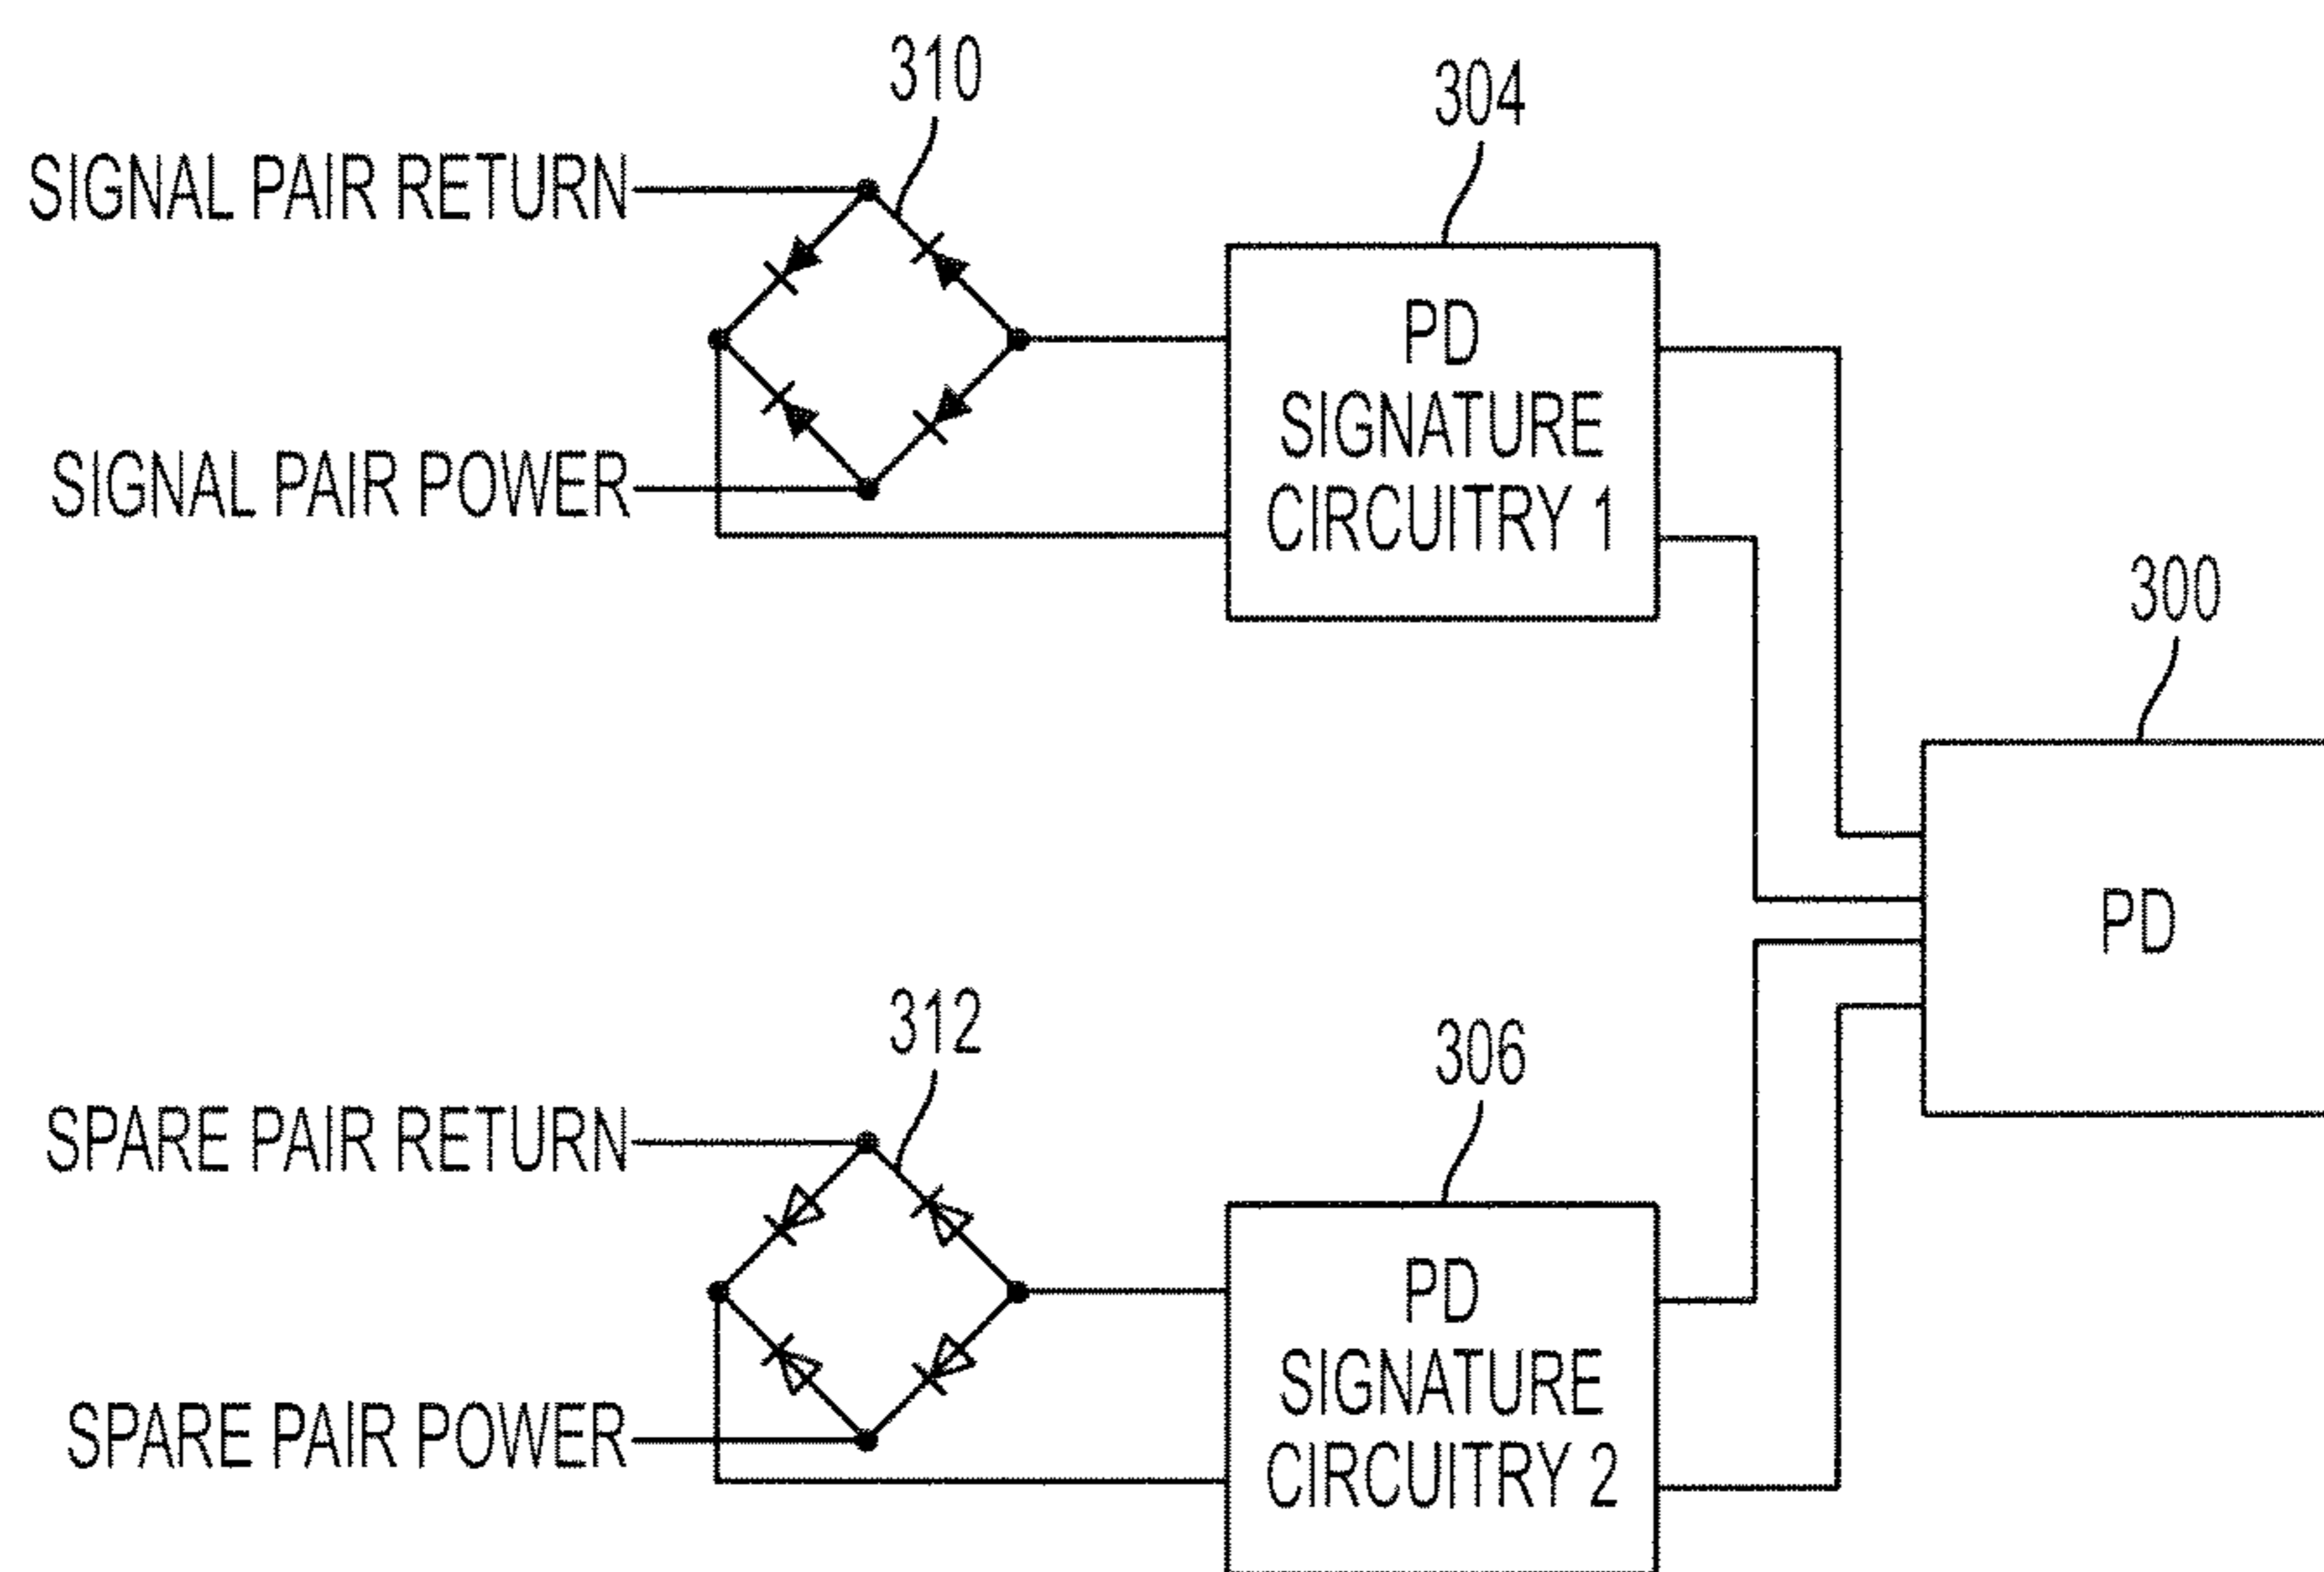 310
304
SIGNAL PAIR RETURN
PD
SIGNATURE
CIRCUITRY 1
SIGNAL PAIR POWER
300
PD
312
306
SPARE PAIR RETURN
PD
SIGNATURE
CIRCUITRY 2
SPARE PAIR POWER